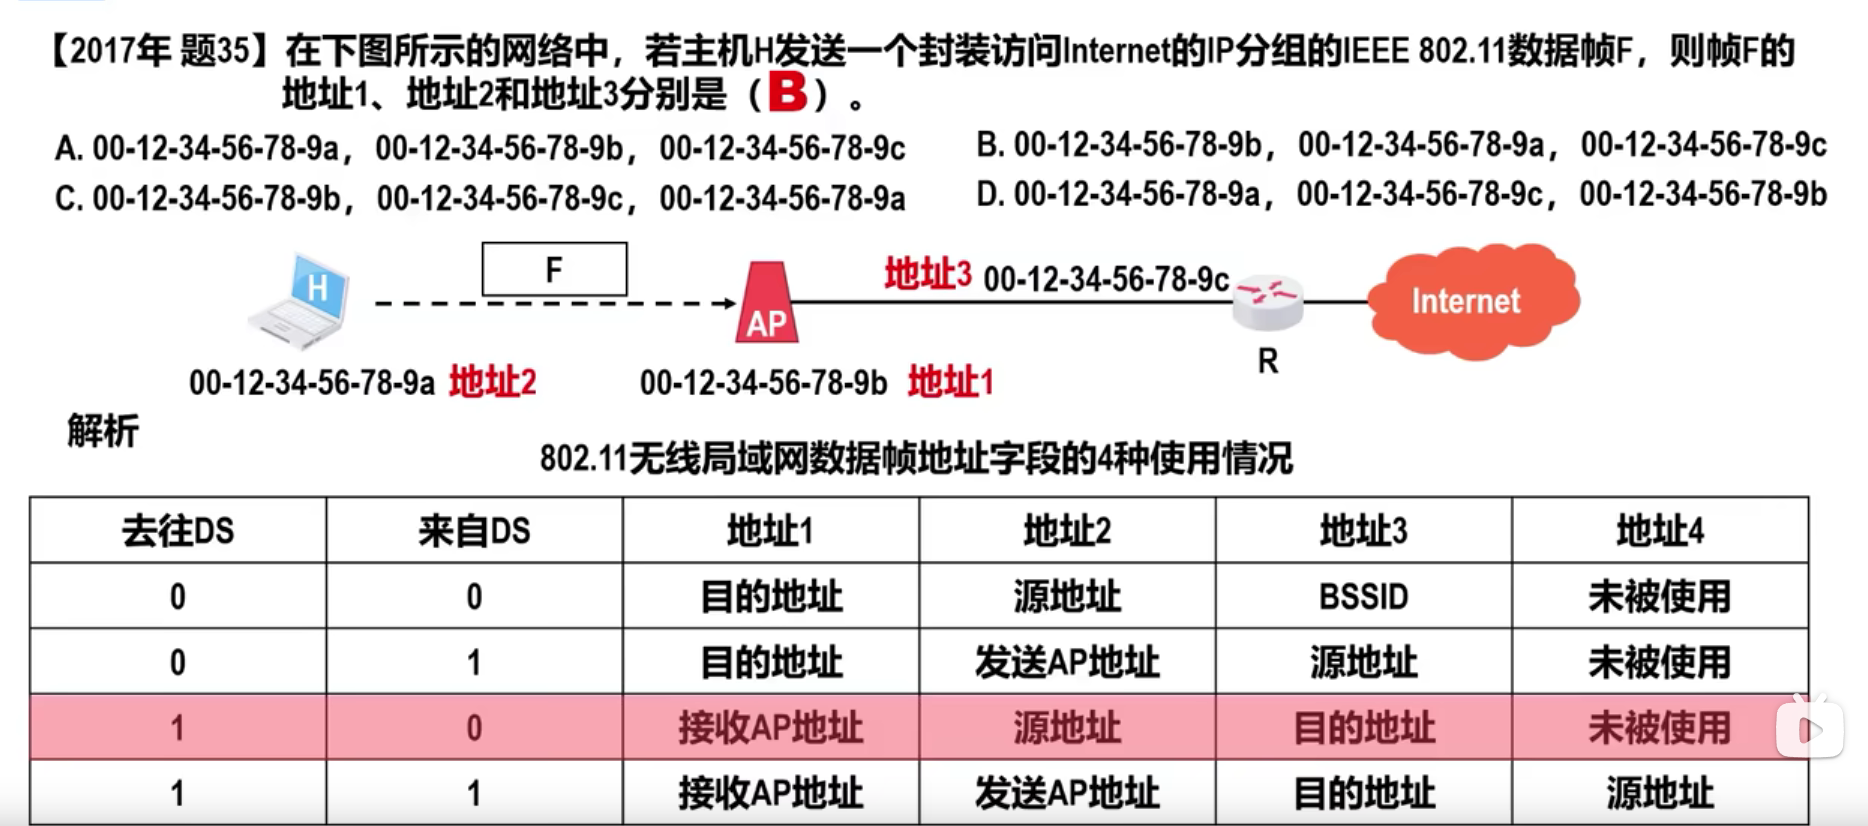 【2017年 题35】在下图所示的网络中，若主机H发送一个封装访问Internet的IP分组的IEEE 802.11数据帧F，则帧F的
地址1、地址2和地址3分别是（B）。
A. 00-12-34-56-78-9a，00-12-34-56-78-9b，00-12-34-56-78-9c
B. 00-12-34-56-78-9b，00-12-34-56-78-9a，00-12-34-56-78-9c
C. 00-12-34-56-78-9b，00-12-34-56-78-9c，00-12-34-56-78-9a
D. 00-12-34-56-78-9a，00-12-34-56-78-9c，00-12-34-56-78-9b
H
F
AP
地址3 00-12-34-56-78-9c
Internet
R
00-12-34-56-78-9a 地址2
00-12-34-56-78-9b 地址1
解析
802.11无线局域网数据帧地址字段的4种使用情况
去往DS 来自DS 地址1 地址2 地址3 地址4
0 0 目的地址 源地址 BSSID 未被使用
0 1 目的地址 发送AP地址 源地址 未被使用
1 0 接收AP地址 源地址 目的地址 未被使用
1 1 接收AP地址 发送AP地址 目的地址 源地址